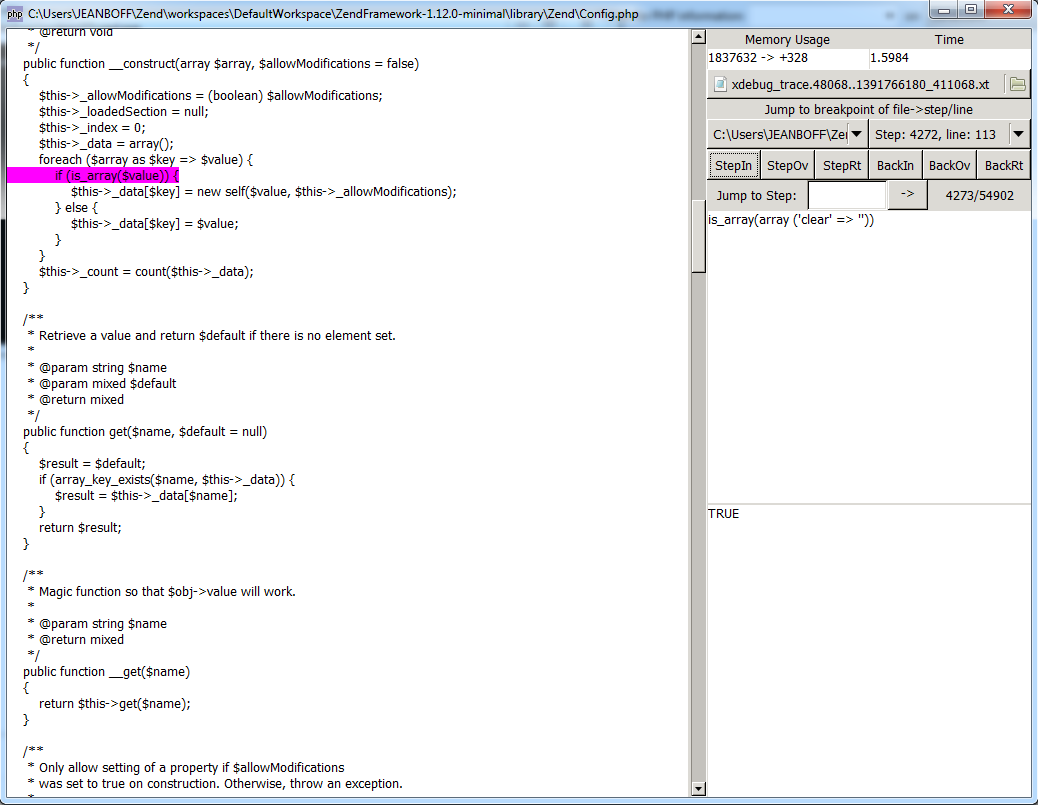 php C:\Users\JEANBOFF\Zend\workspaces\DefaultWorkspace\ZendFramework-1.12.0-minimal\library\Zend\Config.php
* @return void
*/
public function __construct(array $array, $allowModifications = false)
{
$this->_allowModifications = (boolean) $allowModifications;
$this->_loadedSection = null;
$this->_index = 0;
$this->_data = array();
foreach ($array as $key => $value) {
if (is_array($value)) {
$this->_data[$key] = new self($value, $this->_allowModifications);
} else {
$this->_data[$key] = $value;
}
}
$this->_count = count($this->_data);
}
/**
* Retrieve a value and return $default if there is no element set.
*
* @param string $name
* @param mixed $default
* @return mixed
*/
public function get($name, $default = null)
{
$result = $default;
if (array_key_exists($name, $this->_data)) {
$result = $this->_data[$name];
}
return $result;
}
/**
* Magic function so that $obj->value will work.
*
* @param string $name
* @return mixed
*/
public function __get($name)
{
return $this->get($name);
}
/**
* Only allow setting of a property if $allowModifications
* was set to true on construction. Otherwise, throw an exception.
Memory Usage Time
1837632 -> +328 1.5984
xdebug_trace.48068..1391766180_411068.xt
Jump to breakpoint of file->step/line
C:\Users\JEANBOFF\Zer Step: 4272, line: 113
StepIn StepOv StepRt BackIn BackOv BackRt
Jump to Step: -> 4273/54902
is_array(array ('clear' => ''))
TRUE